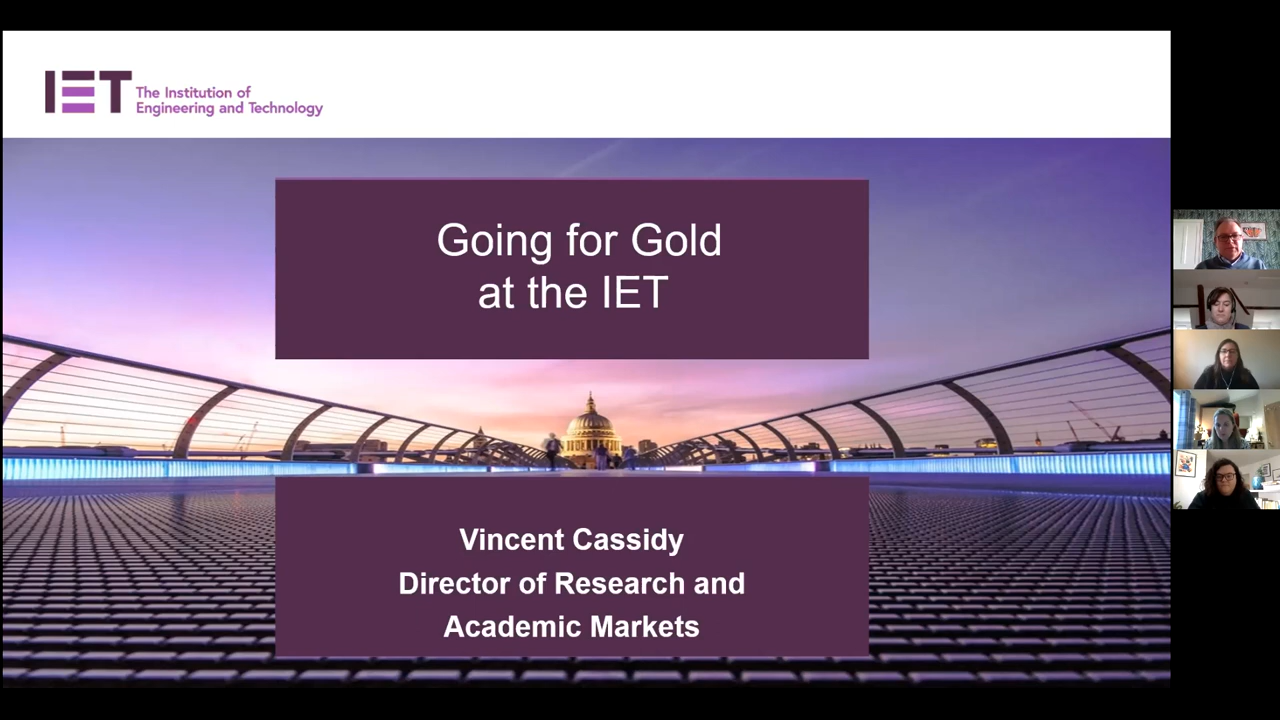 IET
The Institution of
Engineering and Technology
Going for Gold
at the IET
Vincent Cassidy
Director of Research and
Academic Markets